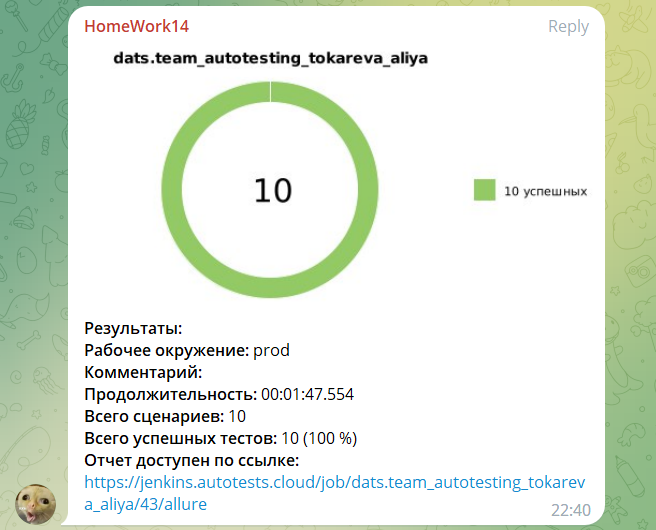 HomeWork14 Reply
dats.team_autotesting_tokareva_aliya
10
10 успешных
Результаты:
Рабочее окружение: prod
Комментарий:
Продолжительность: 00:01:47.554
Всего сценариев: 10
Всего успешных тестов: 10 (100 %)
Отчет доступен по ссылке:
https://jenkins.autotests.cloud/job/dats.team_autotesting_tokarev
a_aliya/43/allure
22:40